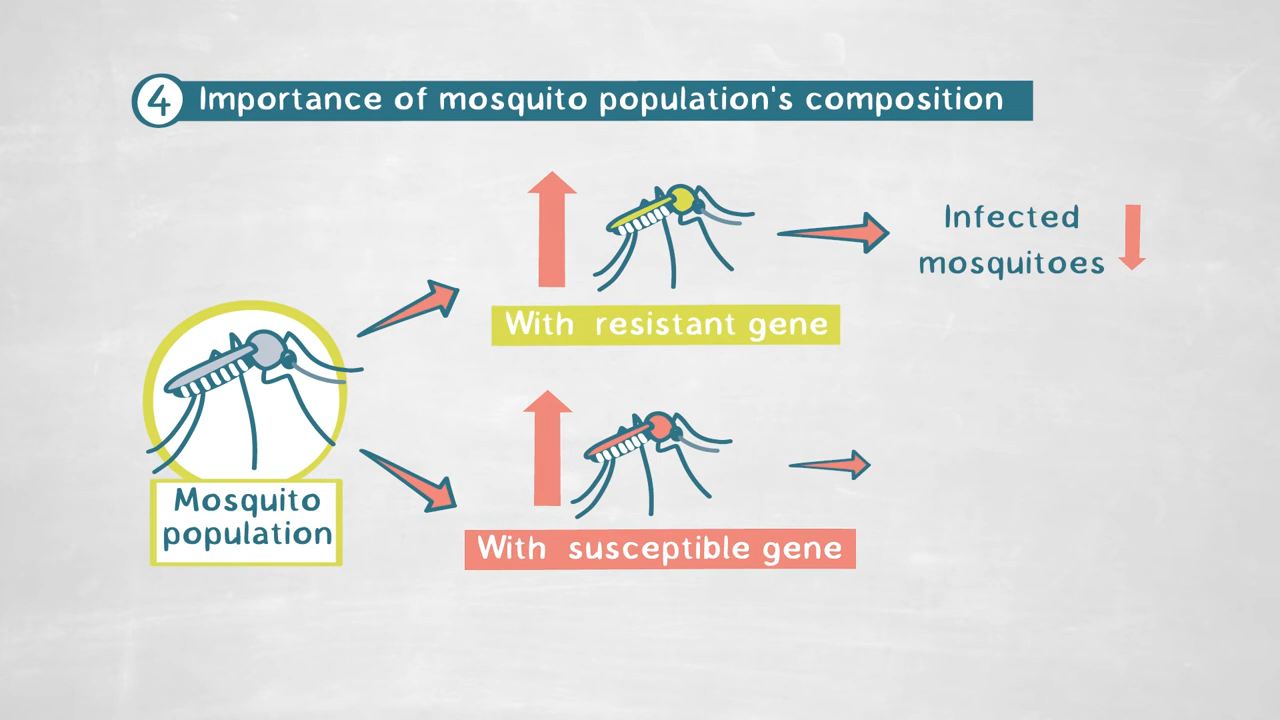 4 Importance of mosquito population's composition
Infected
mosquitoes
With resistant gene
Mosquito
population
With susceptible gene